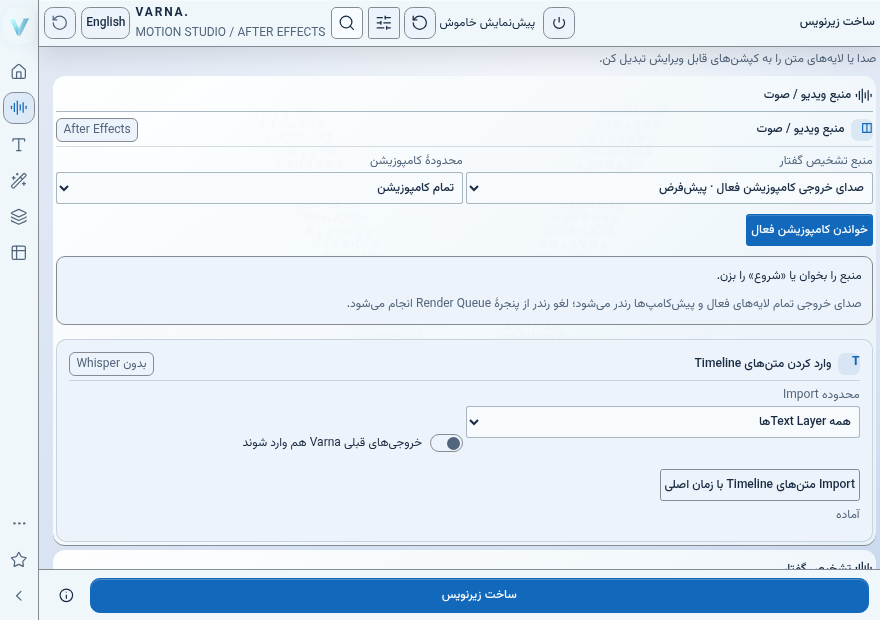 ساخت زیرنویس
پیش‌نمایش خاموش
VARNA.
MOTION STUDIO / AFTER EFFECTS
English
صدا یا لایه‌های متن را به کپشن‌های قابل ویرایش تبدیل کن.
منبع ویدیو / صوت
منبع ویدیو / صوت
After Effects
منبع تشخیص گفتار
محدودهٔ کامپوزیشن
صدای خروجی کامپوزیشن فعال · پیش‌فرض
تمام کامپوزیشن
خواندن کامپوزیشن فعال
منبع را بخوان یا «شروع» را بزن.
صدای خروجی تمام لایه‌های فعال و پیش‌کامپ‌ها رندر می‌شود؛ لغو رندر از پنجرهٔ Render Queue انجام می‌شود.
T
وارد کردن متن‌های Timeline
بدون Whisper
محدوده Import
همه Text Layerها
خروجی‌های قبلی Varna هم وارد شوند
Import متن‌های Timeline با زمان اصلی
آماده
تشخیص گفتار
ساخت زیرنویس